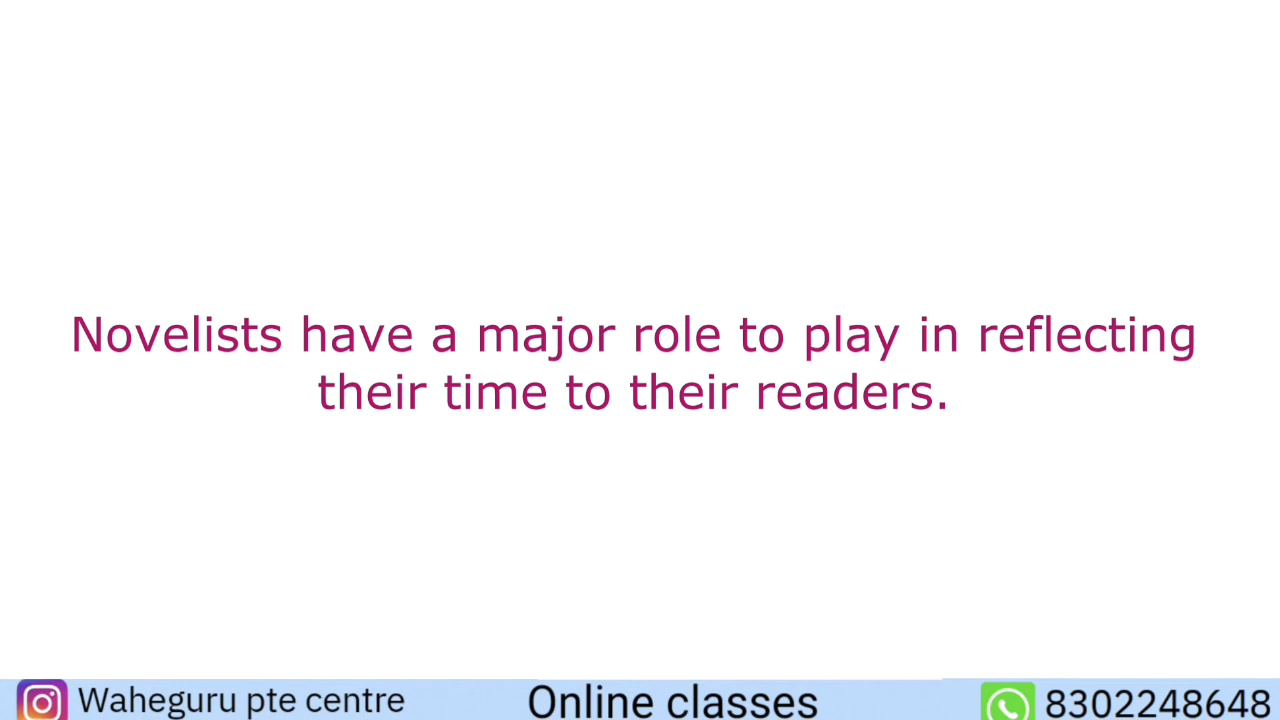 Novelists have a major role to play in reflecting
their time to their readers.
Waheguru pte centre
Online classes
8302248648